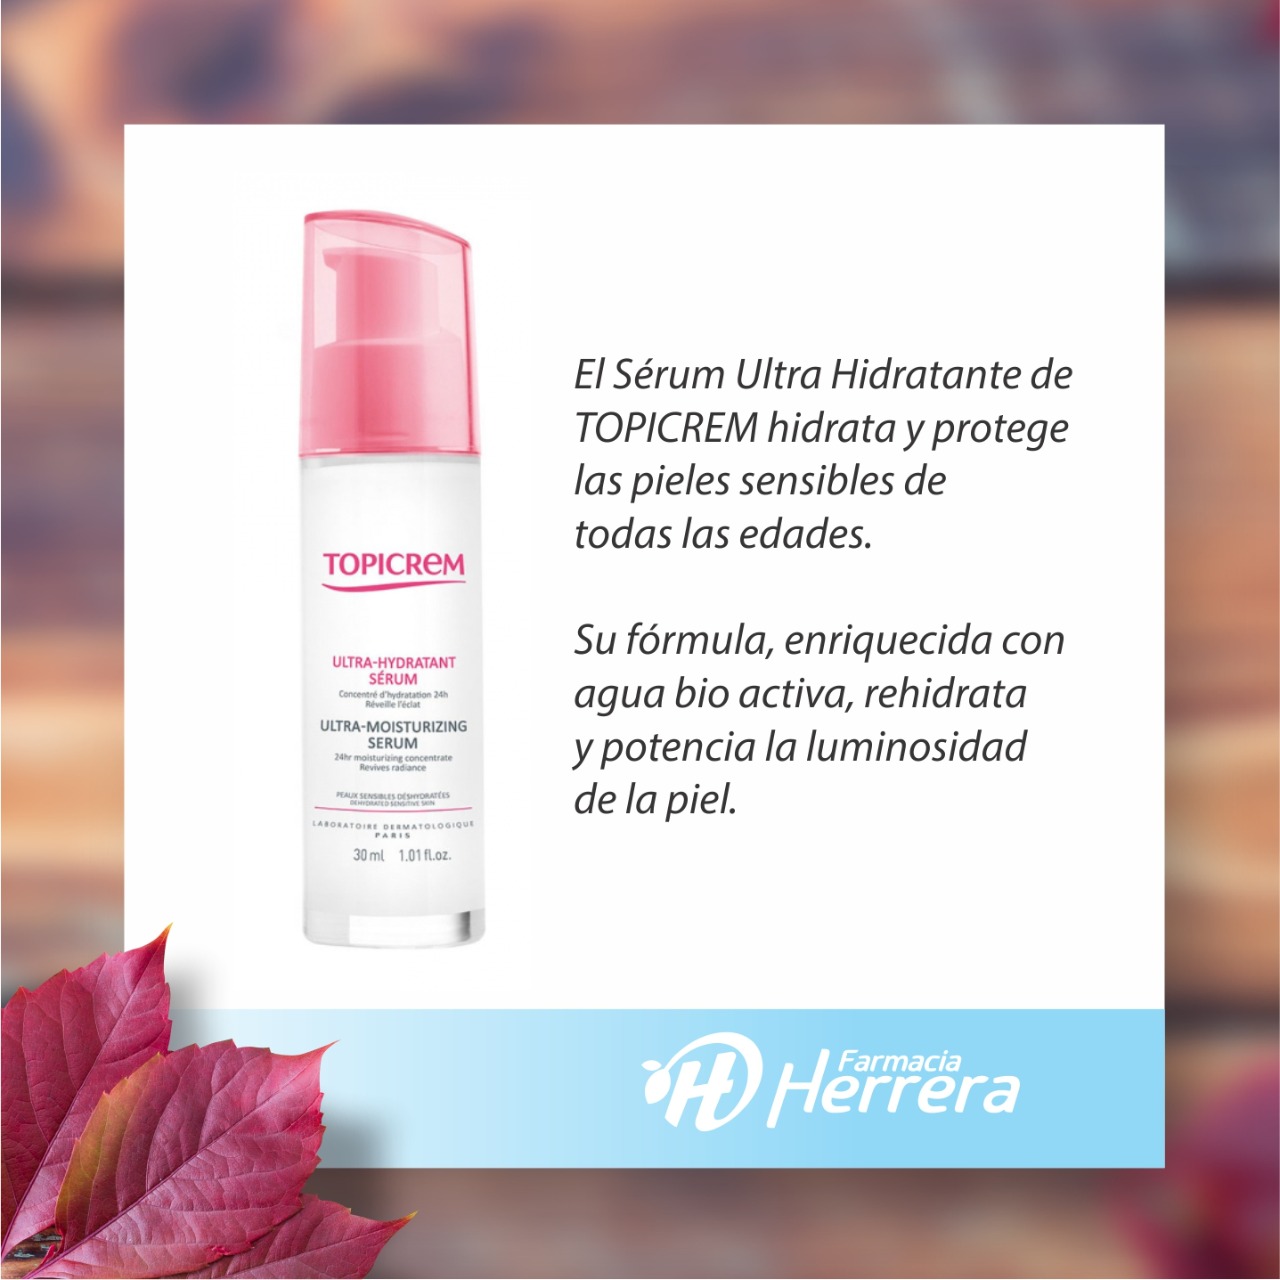 TOPICREM
ULTRA-HYDRATANT
SÉRUM
Concentré d'hydratation 24h
Réveille l'éclat
ULTRA-MOISTURIZING
SERUM
24hr moisturizing concentrate
Revives radiance
PEAUX SENSIBLES DÉSHYDRATÉES
DEHYDRATED SENSITIVE SKIN
LABORATOIRE DERMATOLOGIQUE
PARIS
30 ml 1.01 fl.oz.
El Sérum Ultra Hidratante de
TOPICREM hidrata y protege
las pieles sensibles de
todas las edades.
Su fórmula, enriquecida con
agua bio activa, rehidrata
y potencia la luminosidad
de la piel.
H Farmacia
Herrera